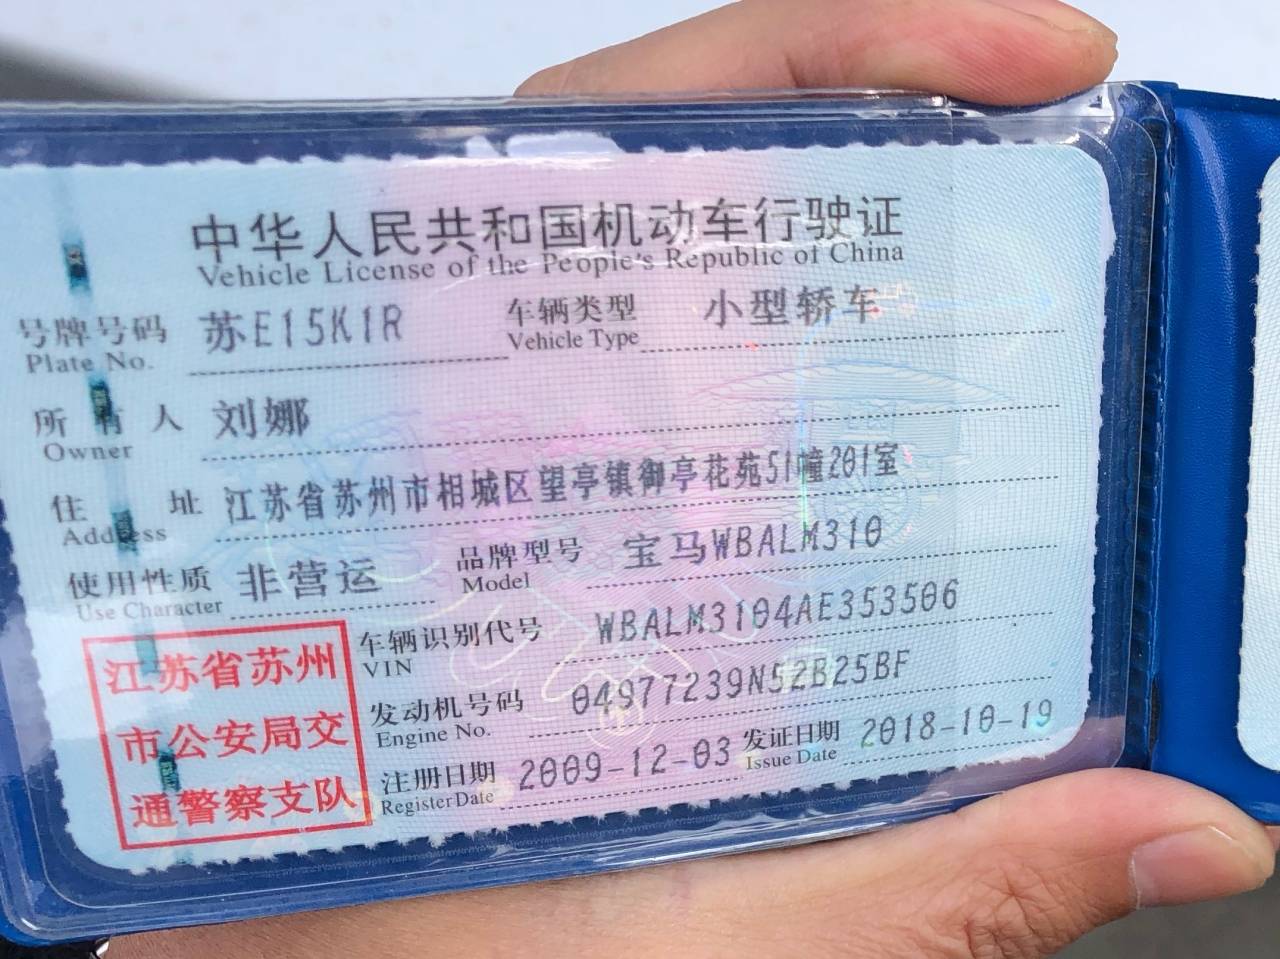 中华人民共和国机动车行驶证
Vehicle License of the People's Republic of China
号牌号码 苏E15K1R 车辆类型 小型轿车
Plate No. Vehicle Type
所有人 刘娜
Owner
住址 江苏省苏州市相城区望亭镇御亭花苑51幢201室
Address
使用性质 非营运 品牌型号 宝马WBALM310
Use Character Model
江苏省苏州
市公安局交
通警察支队
车辆识别代号 WBALM3104AE353506
VIN
发动机号码 04977239N52B25BF
Engine No.
注册日期 2009-12-03 发证日期 2018-10-19
Register Date Issue Date